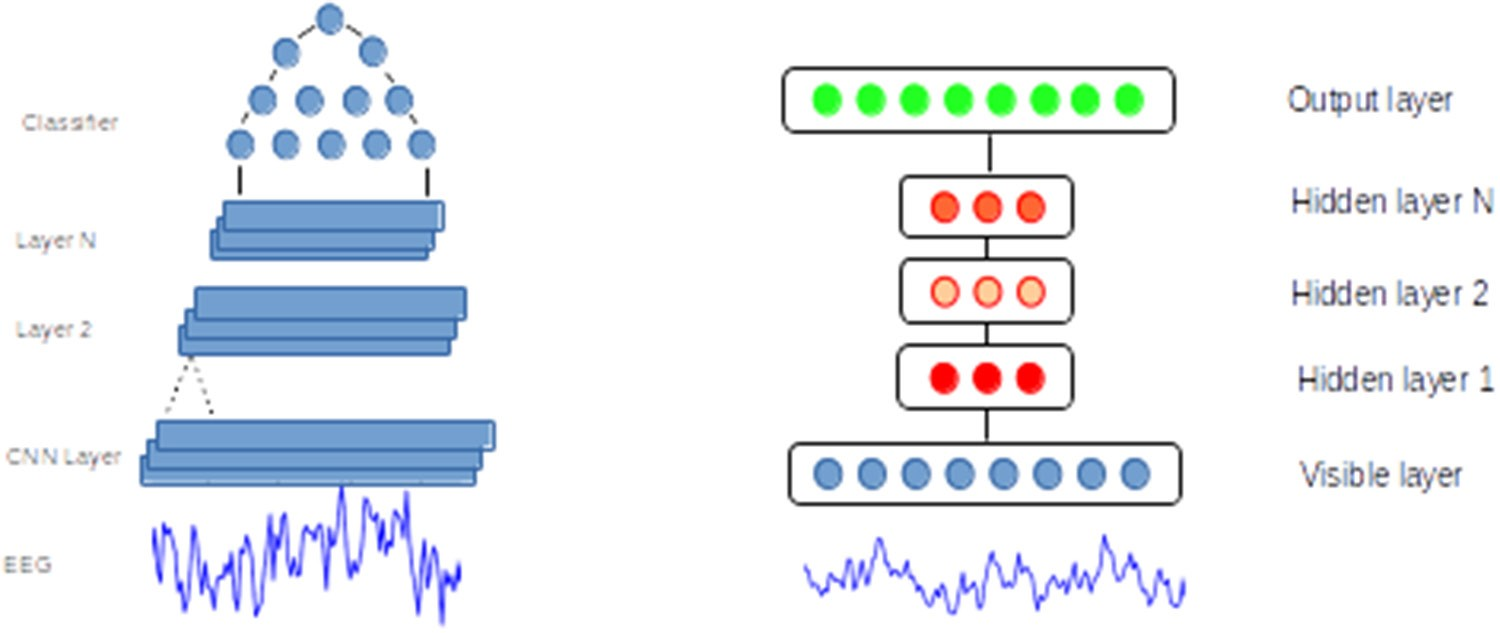 Classifier
Layer N
Layer 2
CNN Layer
EEG
Output layer
Hidden layer N
Hidden layer 2
Hidden layer 1
Visible layer